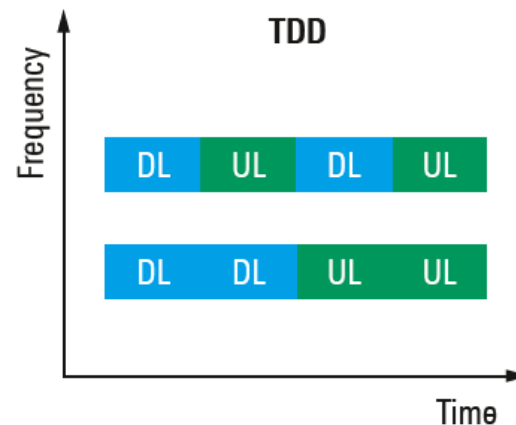 TDD
Frequency
DL UL DL UL
DL DL UL UL
Time